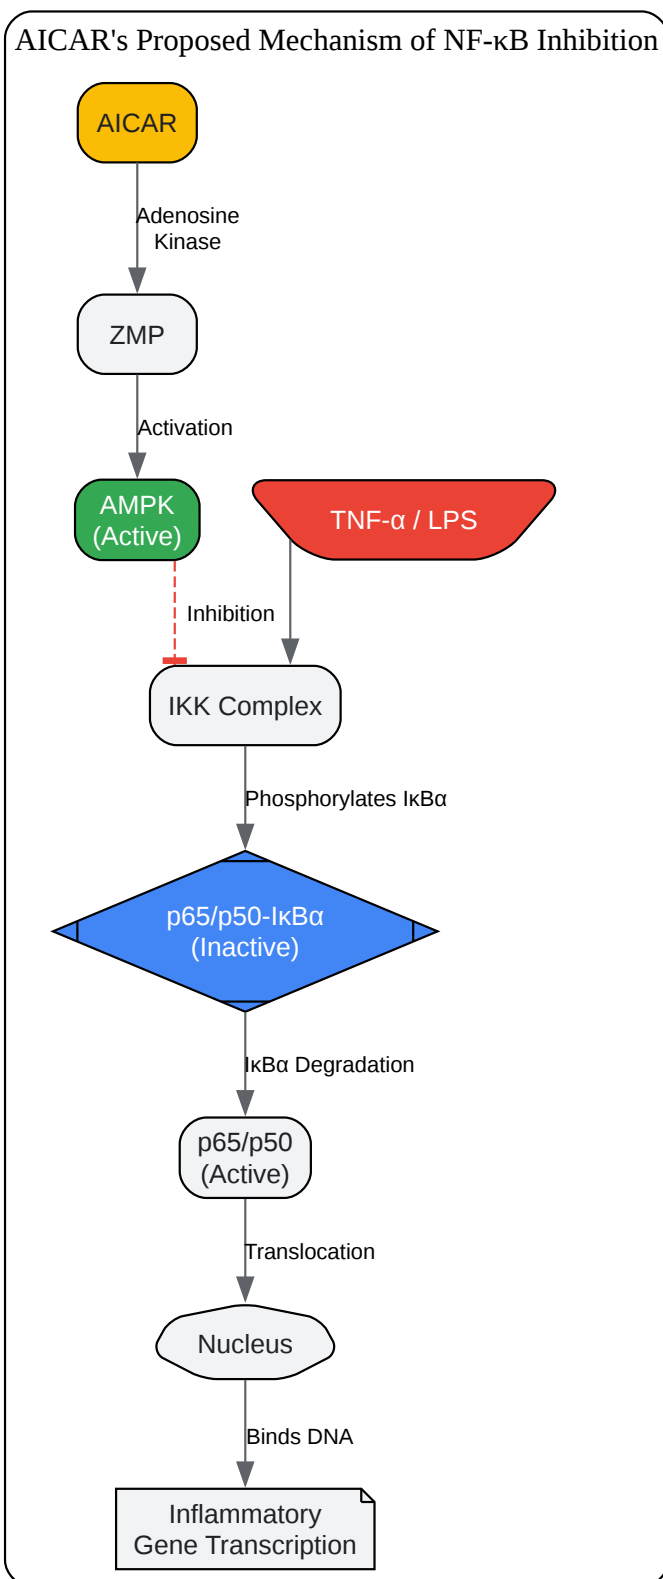 AICAR's Proposed Mechanism of NF-κB Inhibition
AICAR
Adenosine
Kinase
ZMP
Activation
AMPK
(Active)
TNF-α / LPS
Inhibition
IKK Complex
Phosphorylates IκBα
p65/p50-IκBα
(Inactive)
IκBα Degradation
p65/p50
(Active)
Translocation
Nucleus
Binds DNA
Inflammatory
Gene Transcription